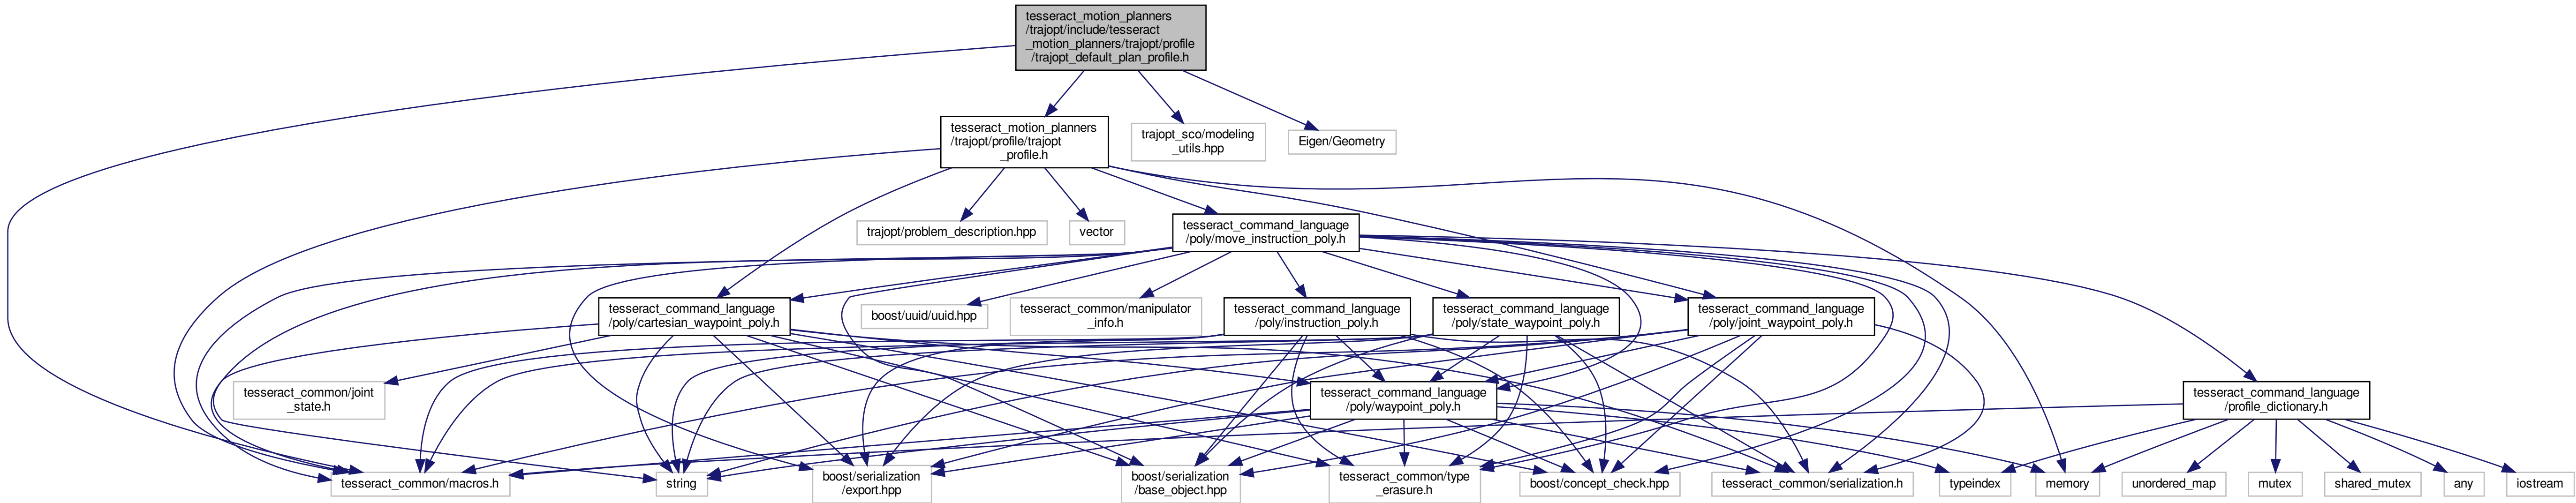 tesseract_motion_planners
/trajopt/include/tesseract
_motion_planners/trajopt/profile
/trajopt_default_plan_profile.h
tesseract_motion_planners
/trajopt/profile/trajopt
_profile.h
trajopt_sco/modeling
_utils.hpp
Eigen/Geometry
trajopt/problem_description.hpp
vector
tesseract_command_language
/poly/move_instruction_poly.h
tesseract_command_language
/poly/cartesian_waypoint_poly.h
boost/uuid/uuid.hpp
tesseract_common/manipulator
_info.h
tesseract_command_language
/poly/instruction_poly.h
tesseract_command_language
/poly/state_waypoint_poly.h
tesseract_command_language
/poly/joint_waypoint_poly.h
tesseract_common/joint
_state.h
tesseract_command_language
/poly/waypoint_poly.h
tesseract_command_language
/profile_dictionary.h
tesseract_common/macros.h
string
boost/serialization
/export.hpp
boost/serialization
/base_object.hpp
tesseract_common/type
_erasure.h
boost/concept_check.hpp
tesseract_common/serialization.h
typeindex
memory
unordered_map
mutex
shared_mutex
any
iostream